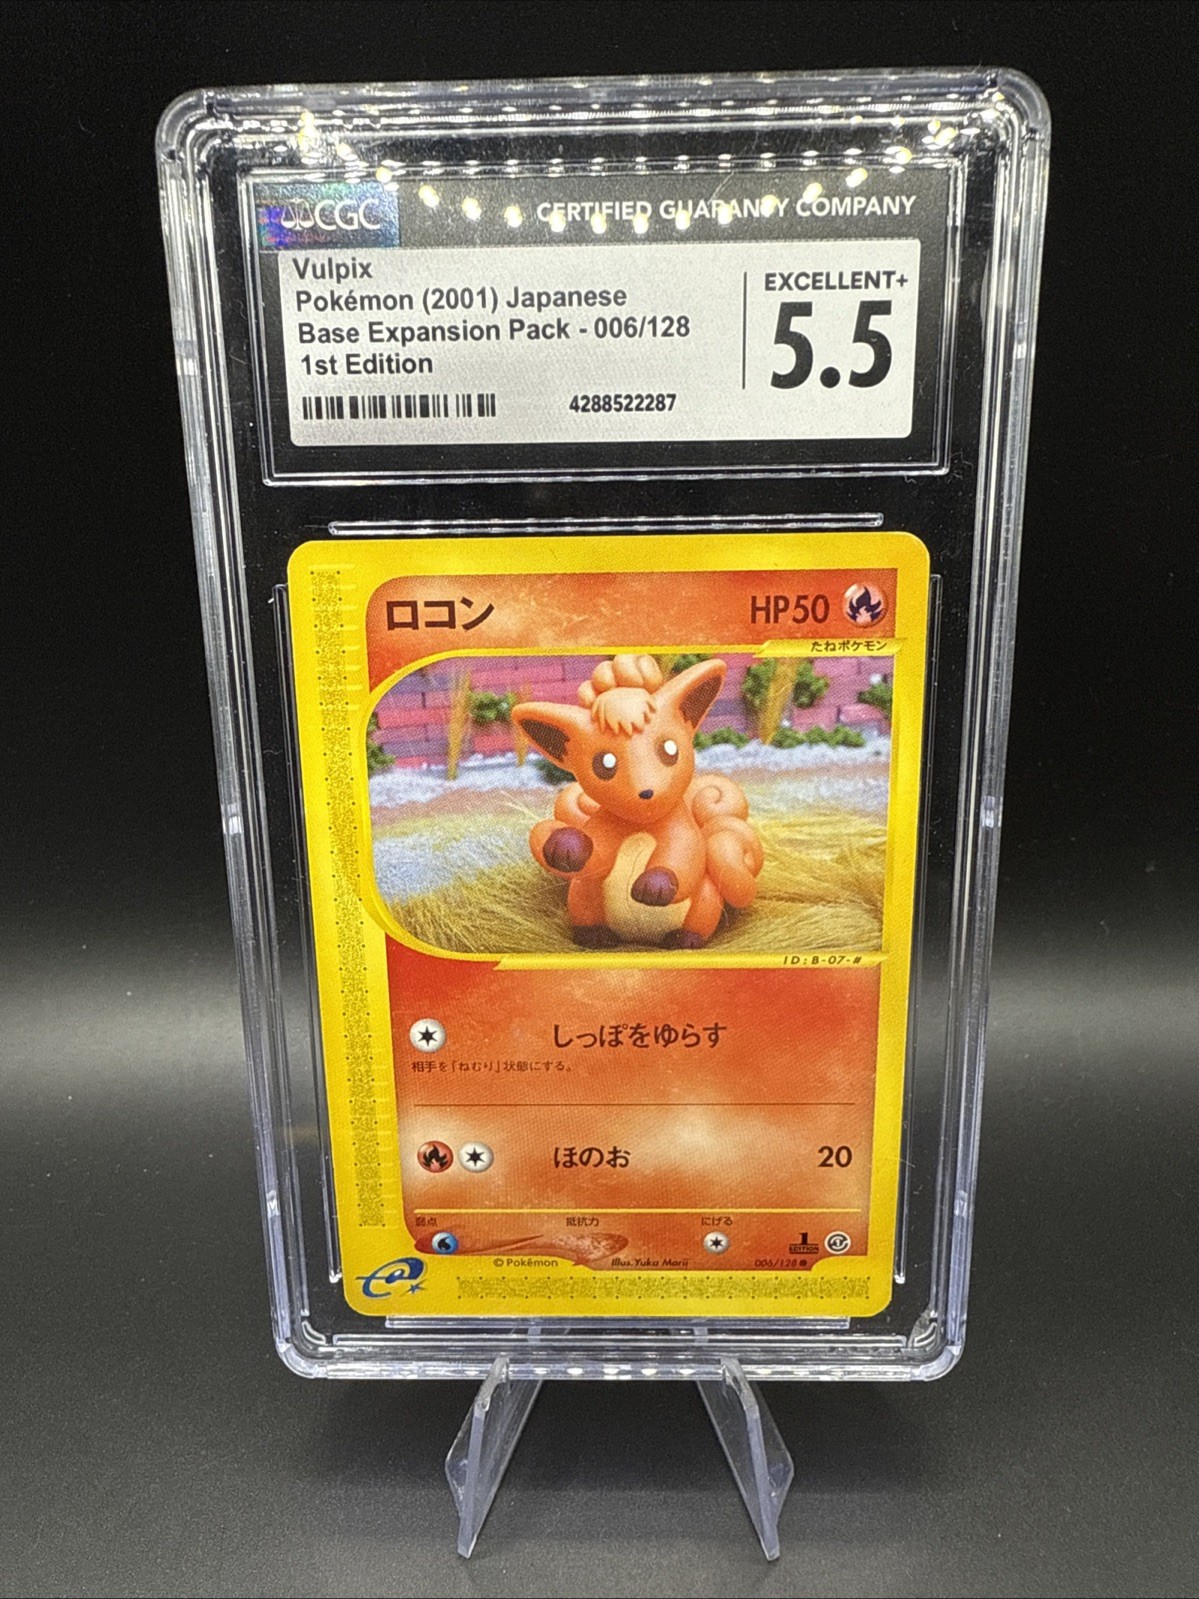 CGC
CERTIFIED GUARANTY COMPANY
Vulpix
Pokémon (2001) Japanese
Base Expansion Pack - 006/128
1st Edition
4288522287
EXCELLENT+
5.5
ロコン
HP50
たねポケモン
ID:B-07-#
しっぽをゆらす
相手を「ねむり」状態にする。
ほのお
20
弱点
抵抗力
にげる
1
EDITION
© Pokémon
Illus. Yuka Morii
006/128 ●
e